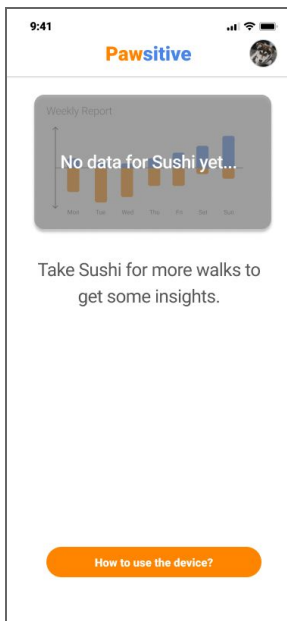 9:41
Pawsitive
Weekly Report
No data for Sushi yet...
Mon Tue Wed Thu Fri Sat Sun
Take Sushi for more walks to
get some insights.
How to use the device?